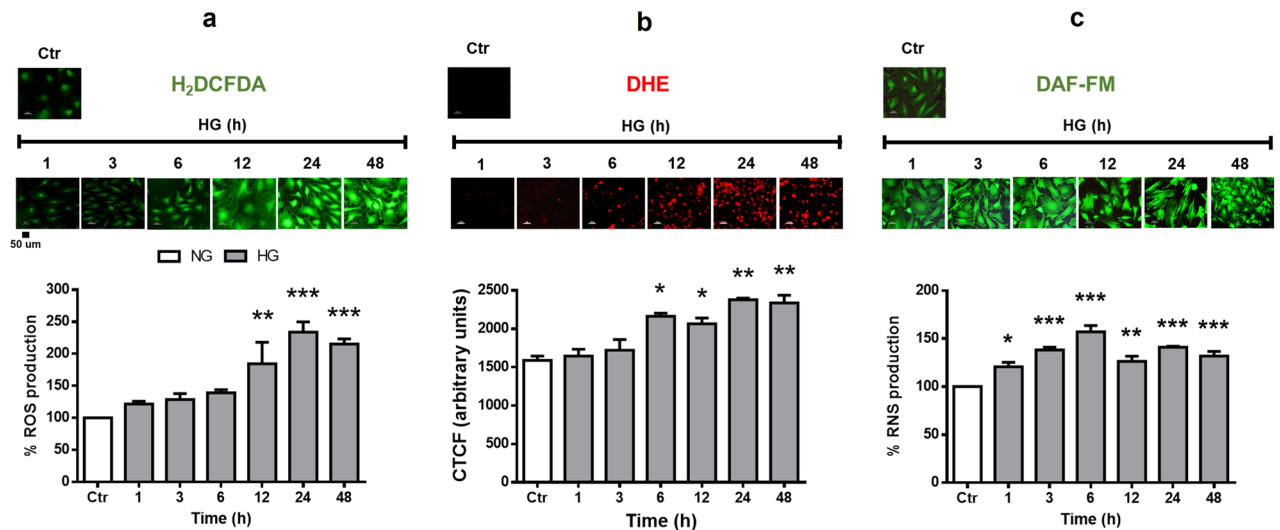 a
Ctr
H₂DCFDA
HG (h)
1 3 6 12 24 48
50 um
NG HG
% ROS production
300
250
200
150
100
50
0
** *** ***
Ctr 1 3 6 12 24 48
Time (h)
b
Ctr
DHE
HG (h)
1 3 6 12 24 48
CTCF (arbitrary units)
2500
2000
1500
1000
500
0
* * ** **
Ctr 1 3 6 12 24 48
Time (h)
c
Ctr
DAF-FM
HG (h)
1 3 6 12 24 48
% RNS production
200
150
100
50
0
* *** *** ** *** ***
Ctr 1 3 6 12 24 48
Time (h)